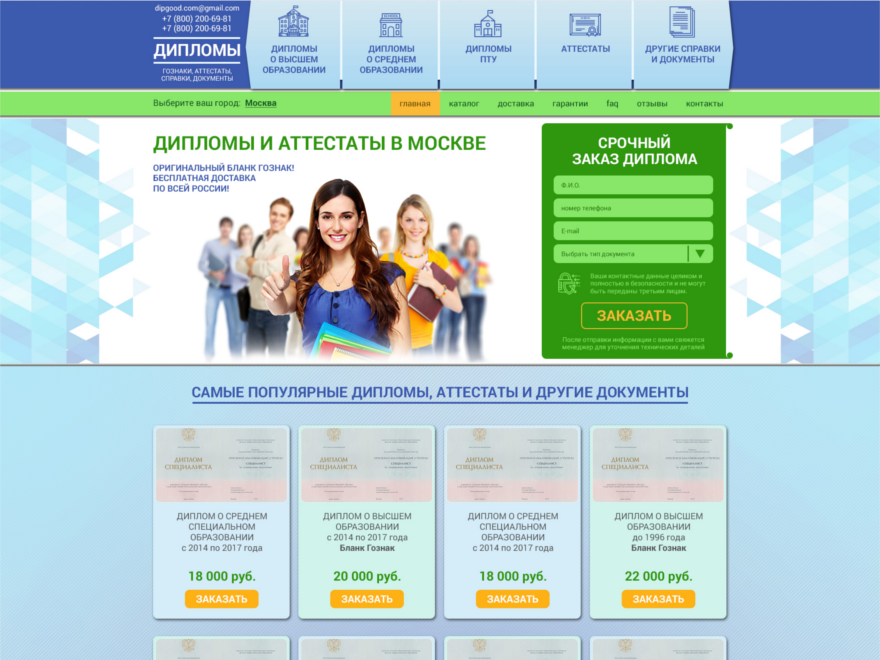 dipgood.com@gmail.com
+7 (800) 200-69-81
+7 (800) 200-69-81
ДИПЛОМЫ
ГОЗНАКИ, АТТЕСТАТЫ,
СПРАВКИ, ДОКУМЕНТЫ
ДИПЛОМЫ
О ВЫСШЕМ
ОБРАЗОВАНИИ
ДИПЛОМЫ
О СРЕДНЕМ
ОБРАЗОВАНИИ
ДИПЛОМЫ
ПТУ
АТТЕСТАТЫ
ДРУГИЕ СПРАВКИ
И ДОКУМЕНТЫ
Выберите ваш город: Москва
главная каталог доставка гарантии faq отзывы контакты
ДИПЛОМЫ И АТТЕСТАТЫ В МОСКВЕ
ОРИГИНАЛЬНЫЙ БЛАНК ГОЗНАК!
БЕСПЛАТНАЯ ДОСТАВКА
ПО ВСЕЙ РОССИИ!
СРОЧНЫЙ
ЗАКАЗ ДИПЛОМА
Ф.И.О.
номер телефона
E-mail
Выбрать тип документа
Ваши контактные данные целиком и
полностью в безопасности и не могут
быть переданы третьим лицам.
ЗАКАЗАТЬ
После отправки информации с вами свяжется
менеджер для уточнения технических деталей
САМЫЕ ПОПУЛЯРНЫЕ ДИПЛОМЫ, АТТЕСТАТЫ И ДРУГИЕ ДОКУМЕНТЫ
ДИПЛОМ
СПЕЦИАЛИСТА
ДИПЛОМ О СРЕДНЕМ
СПЕЦИАЛЬНОМ
ОБРАЗОВАНИИ
с 2014 по 2017 года
18 000 руб.
ЗАКАЗАТЬ
ДИПЛОМ
СПЕЦИАЛИСТА
ДИПЛОМ О ВЫСШЕМ
ОБРАЗОВАНИИ
с 2014 по 2017 года
Бланк Гознак
20 000 руб.
ЗАКАЗАТЬ
ДИПЛОМ
СПЕЦИАЛИСТА
ДИПЛОМ О СРЕДНЕМ
СПЕЦИАЛЬНОМ
ОБРАЗОВАНИИ
с 2014 по 2017 года
18 000 руб.
ЗАКАЗАТЬ
ДИПЛОМ
СПЕЦИАЛИСТА
ДИПЛОМ О ВЫСШЕМ
ОБРАЗОВАНИИ
до 1996 года
Бланк Гознак
22 000 руб.
ЗАКАЗАТЬ